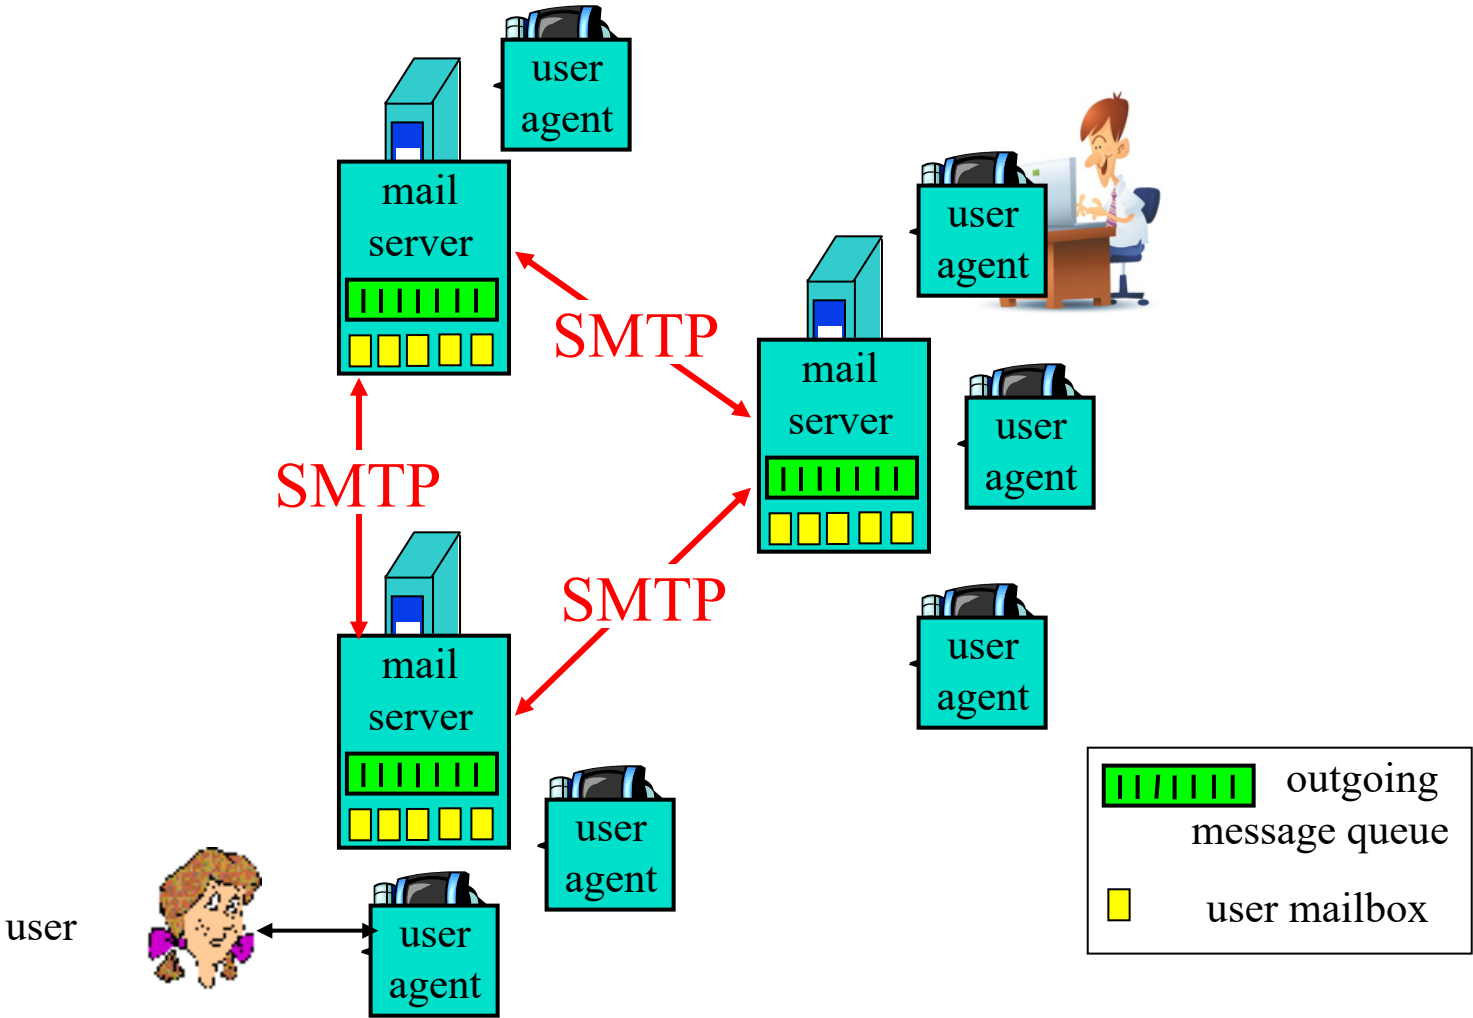 user
agent
mail
server
user
agent
SMTP
mail
server
user
agent
SMTP
SMTP
mail
server
user
agent
outgoing
message queue
user mailbox
user
agent
user
user
agent